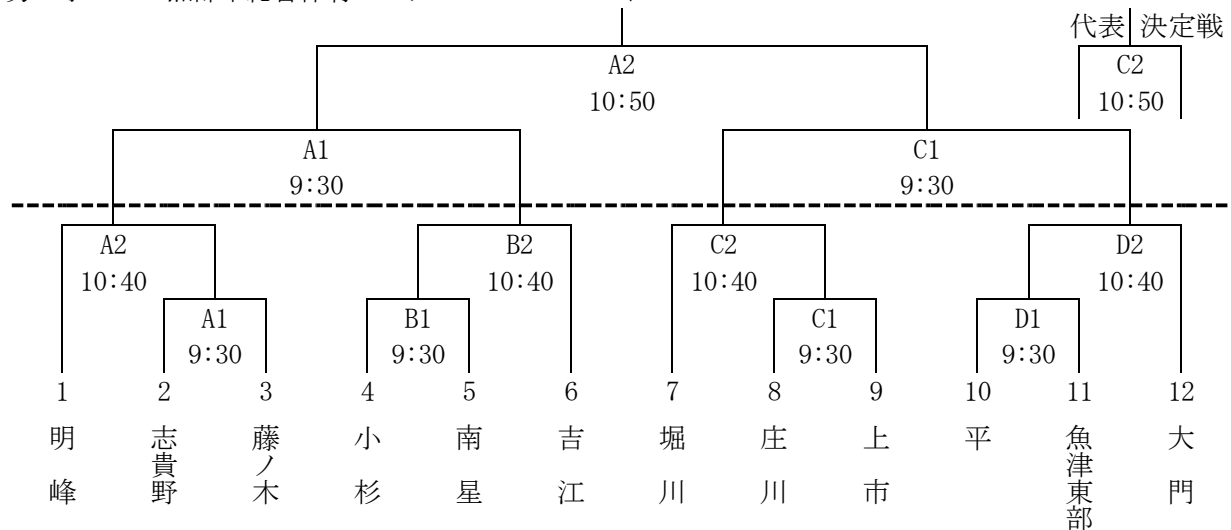 代表 決定戦
A2 C2
10:50 10:50
A1 C1
9:30 9:30
A2 B2 C2 D2
10:40 10:40 10:40 10:40
A1 B1 C1 D1
9:30 9:30 9:30 9:30
1 2 3 4 5 6 7 8 9 10 11 12
明峰
志貴野
藤ノ木
小杉
南星
吉江
堀川
庄川
上市
平
魚津東部
大門